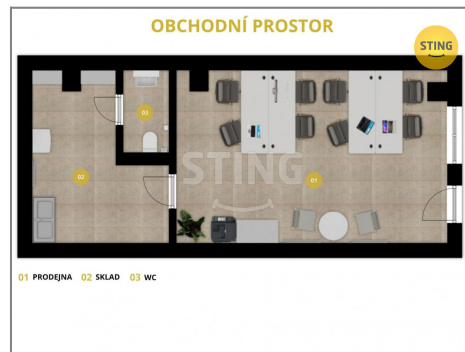 OBCHODNÍ PROSTOR
STING
03
STING
02
01
01 PRODEJNA 02 SKLAD 03 WC